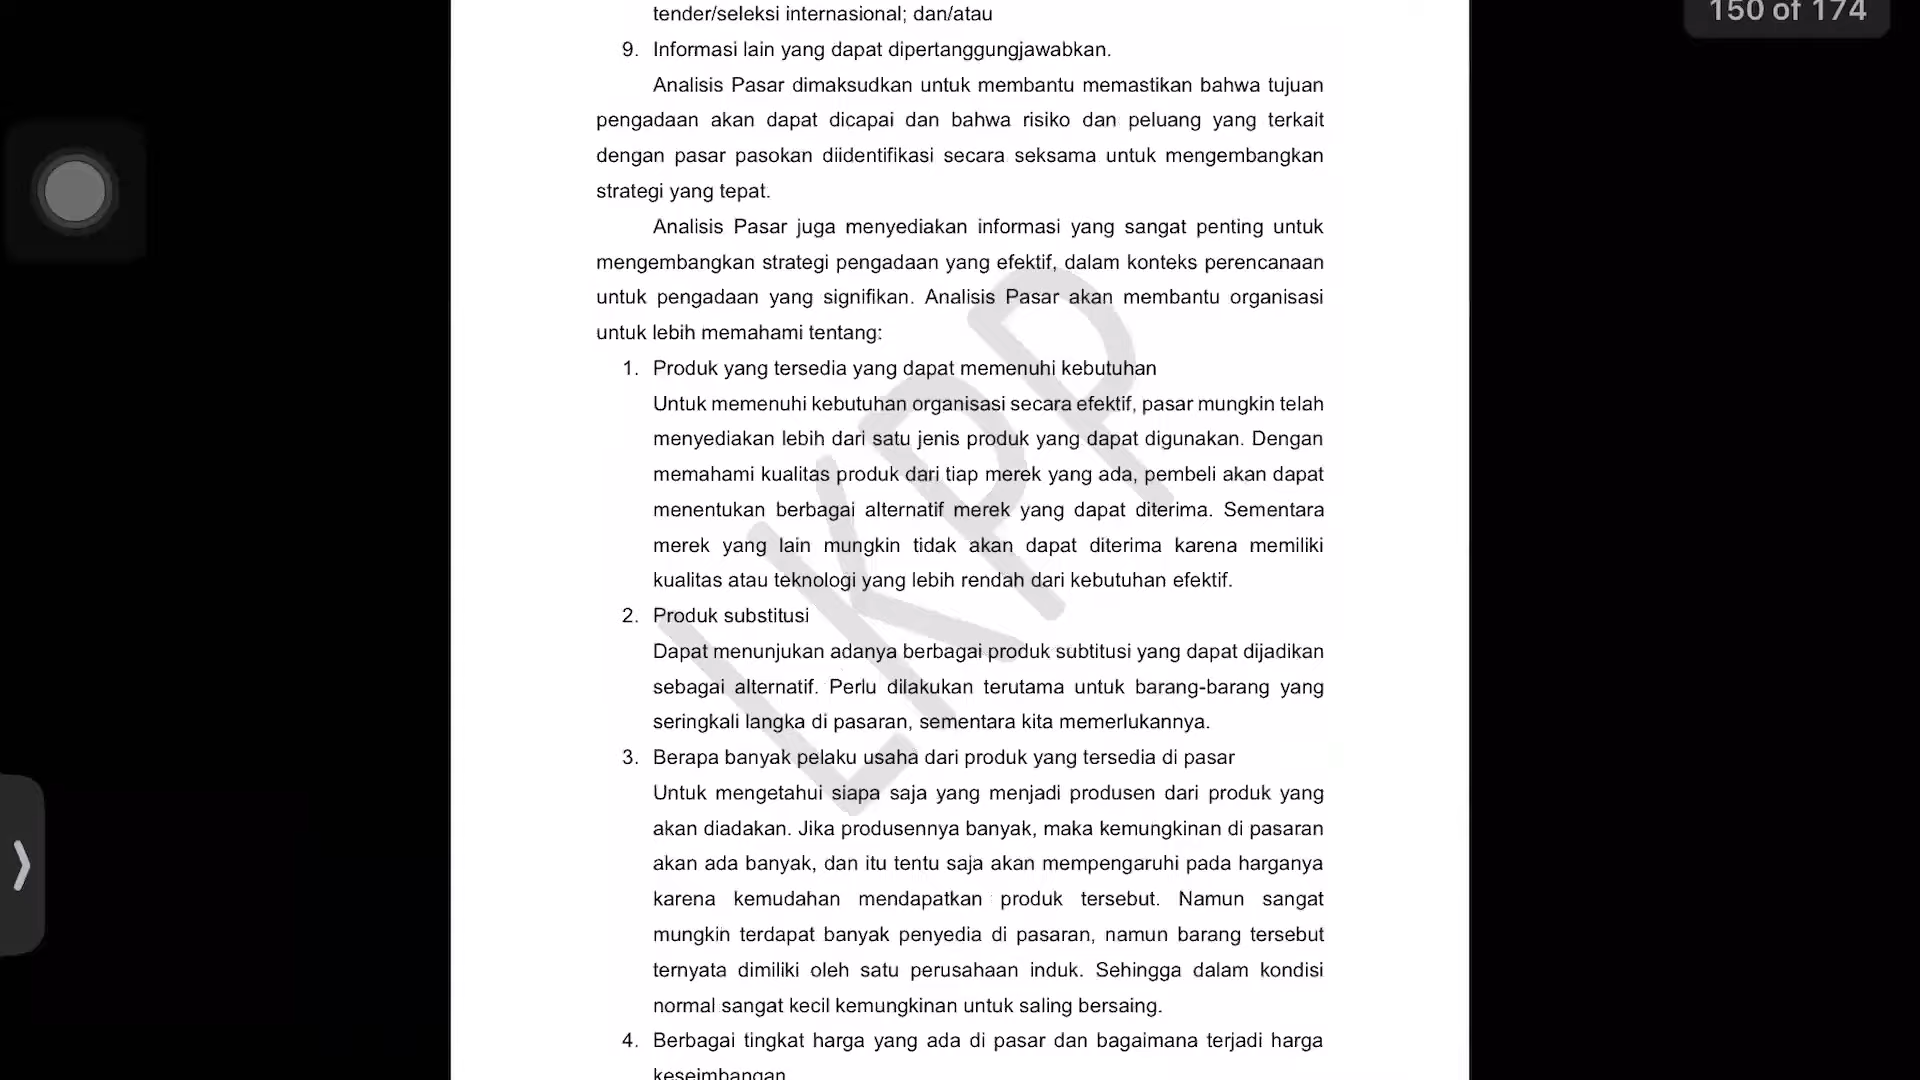 150 of 174
tender/seleksi internasional; dan/atau
9. Informasi lain yang dapat dipertanggungjawabkan.
Analisis Pasar dimaksudkan untuk membantu memastikan bahwa tujuan
pengadaan akan dapat dicapai dan bahwa risiko dan peluang yang terkait
dengan pasar pasokan diidentifikasi secara seksama untuk mengembangkan
strategi yang tepat.
Analisis Pasar juga menyediakan informasi yang sangat penting untuk
mengembangkan strategi pengadaan yang efektif, dalam konteks perencanaan
untuk pengadaan yang signifikan. Analisis Pasar akan membantu organisasi
untuk lebih memahami tentang:
1. Produk yang tersedia yang dapat memenuhi kebutuhan
Untuk memenuhi kebutuhan organisasi secara efektif, pasar mungkin telah
menyediakan lebih dari satu jenis produk yang dapat digunakan. Dengan
memahami kualitas produk dari tiap merek yang ada, pembeli akan dapat
menentukan berbagai alternatif merek yang dapat diterima. Sementara
merek yang lain mungkin tidak akan dapat diterima karena memiliki
kualitas atau teknologi yang lebih rendah dari kebutuhan efektif.
2. Produk substitusi
Dapat menunjukan adanya berbagai produk subtitusi yang dapat dijadikan
sebagai alternatif. Perlu dilakukan terutama untuk barang-barang yang
seringkali langka di pasaran, sementara kita memerlukannya.
3. Berapa banyak pelaku usaha dari produk yang tersedia di pasar
Untuk mengetahui siapa saja yang menjadi produsen dari produk yang
akan diadakan. Jika produsennya banyak, maka kemungkinan di pasaran
akan ada banyak, dan itu tentu saja akan mempengaruhi pada harganya
karena kemudahan mendapatkan produk tersebut. Namun sangat
mungkin terdapat banyak penyedia di pasaran, namun barang tersebut
ternyata dimiliki oleh satu perusahaan induk. Sehingga dalam kondisi
normal sangat kecil kemungkinan untuk saling bersaing.
4. Berbagai tingkat harga yang ada di pasar dan bagaimana terjadi harga
keseimbangan
LKPP